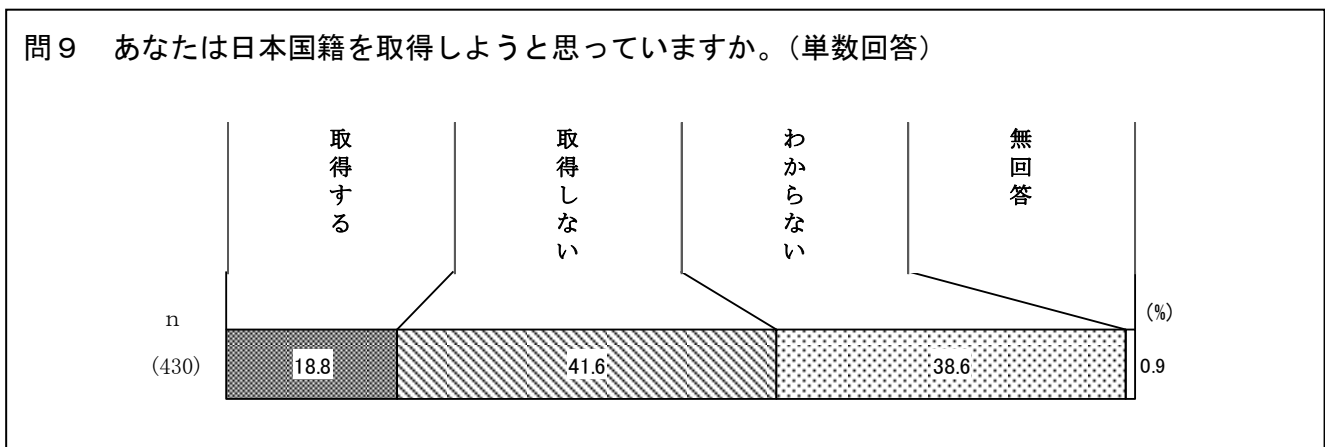 問９　あなたは日本国籍を取得しようと思っていますか。（単数回答）
取得する
取得しない
わからない
無回答
(%)
n
(430)
18.8
41.6
38.6
0.9